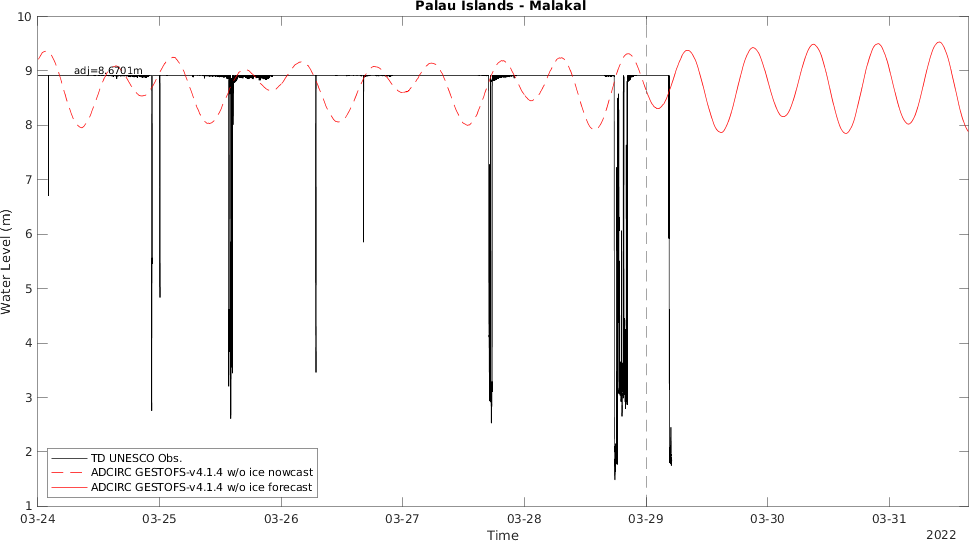 Palau Islands - Malakal
10
9
8
7
6
5
4
3
2
1
Water Level (m)
adj=8.6701m
TD UNESCO Obs.
ADCIRC GESTOFS-v4.1.4 w/o ice nowcast
ADCIRC GESTOFS-v4.1.4 w/o ice forecast
03-24 03-25 03-26 03-27 03-28 03-29 03-30 03-31
Time
2022